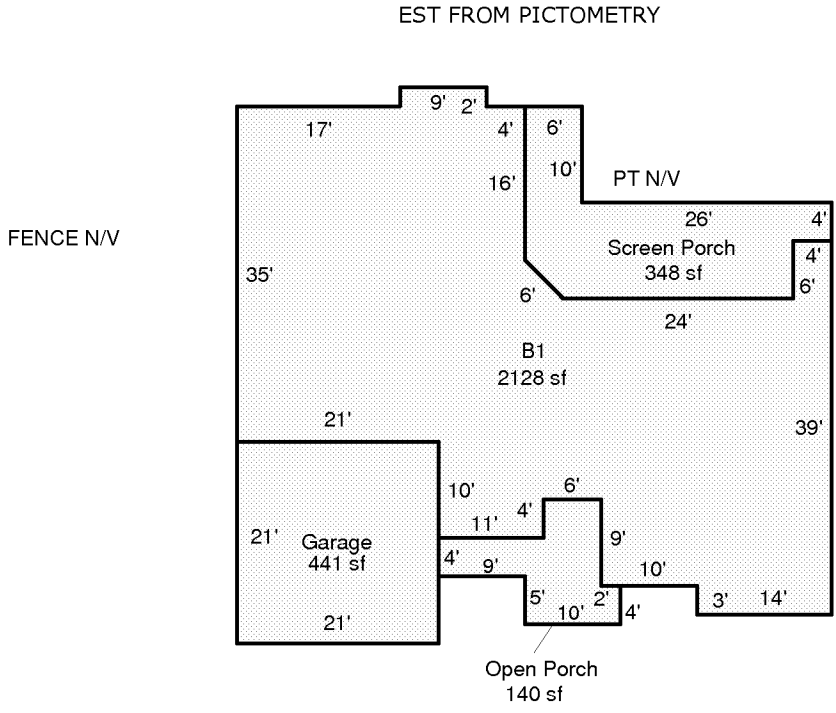 EST FROM PICTOMETRY
9' 2'
17' 4' 6'
10' PT N/V
16'
26' 4'
FENCE N/V Screen Porch 4'
35' 348 sf 6'
6' 24'
B1
2128 sf
21' 39'
10' 6'
4'
11'
21' Garage 9'
441 sf 4' 9' 10'
5' 2' 3' 14'
21' 10' 4'
Open Porch
140 sf